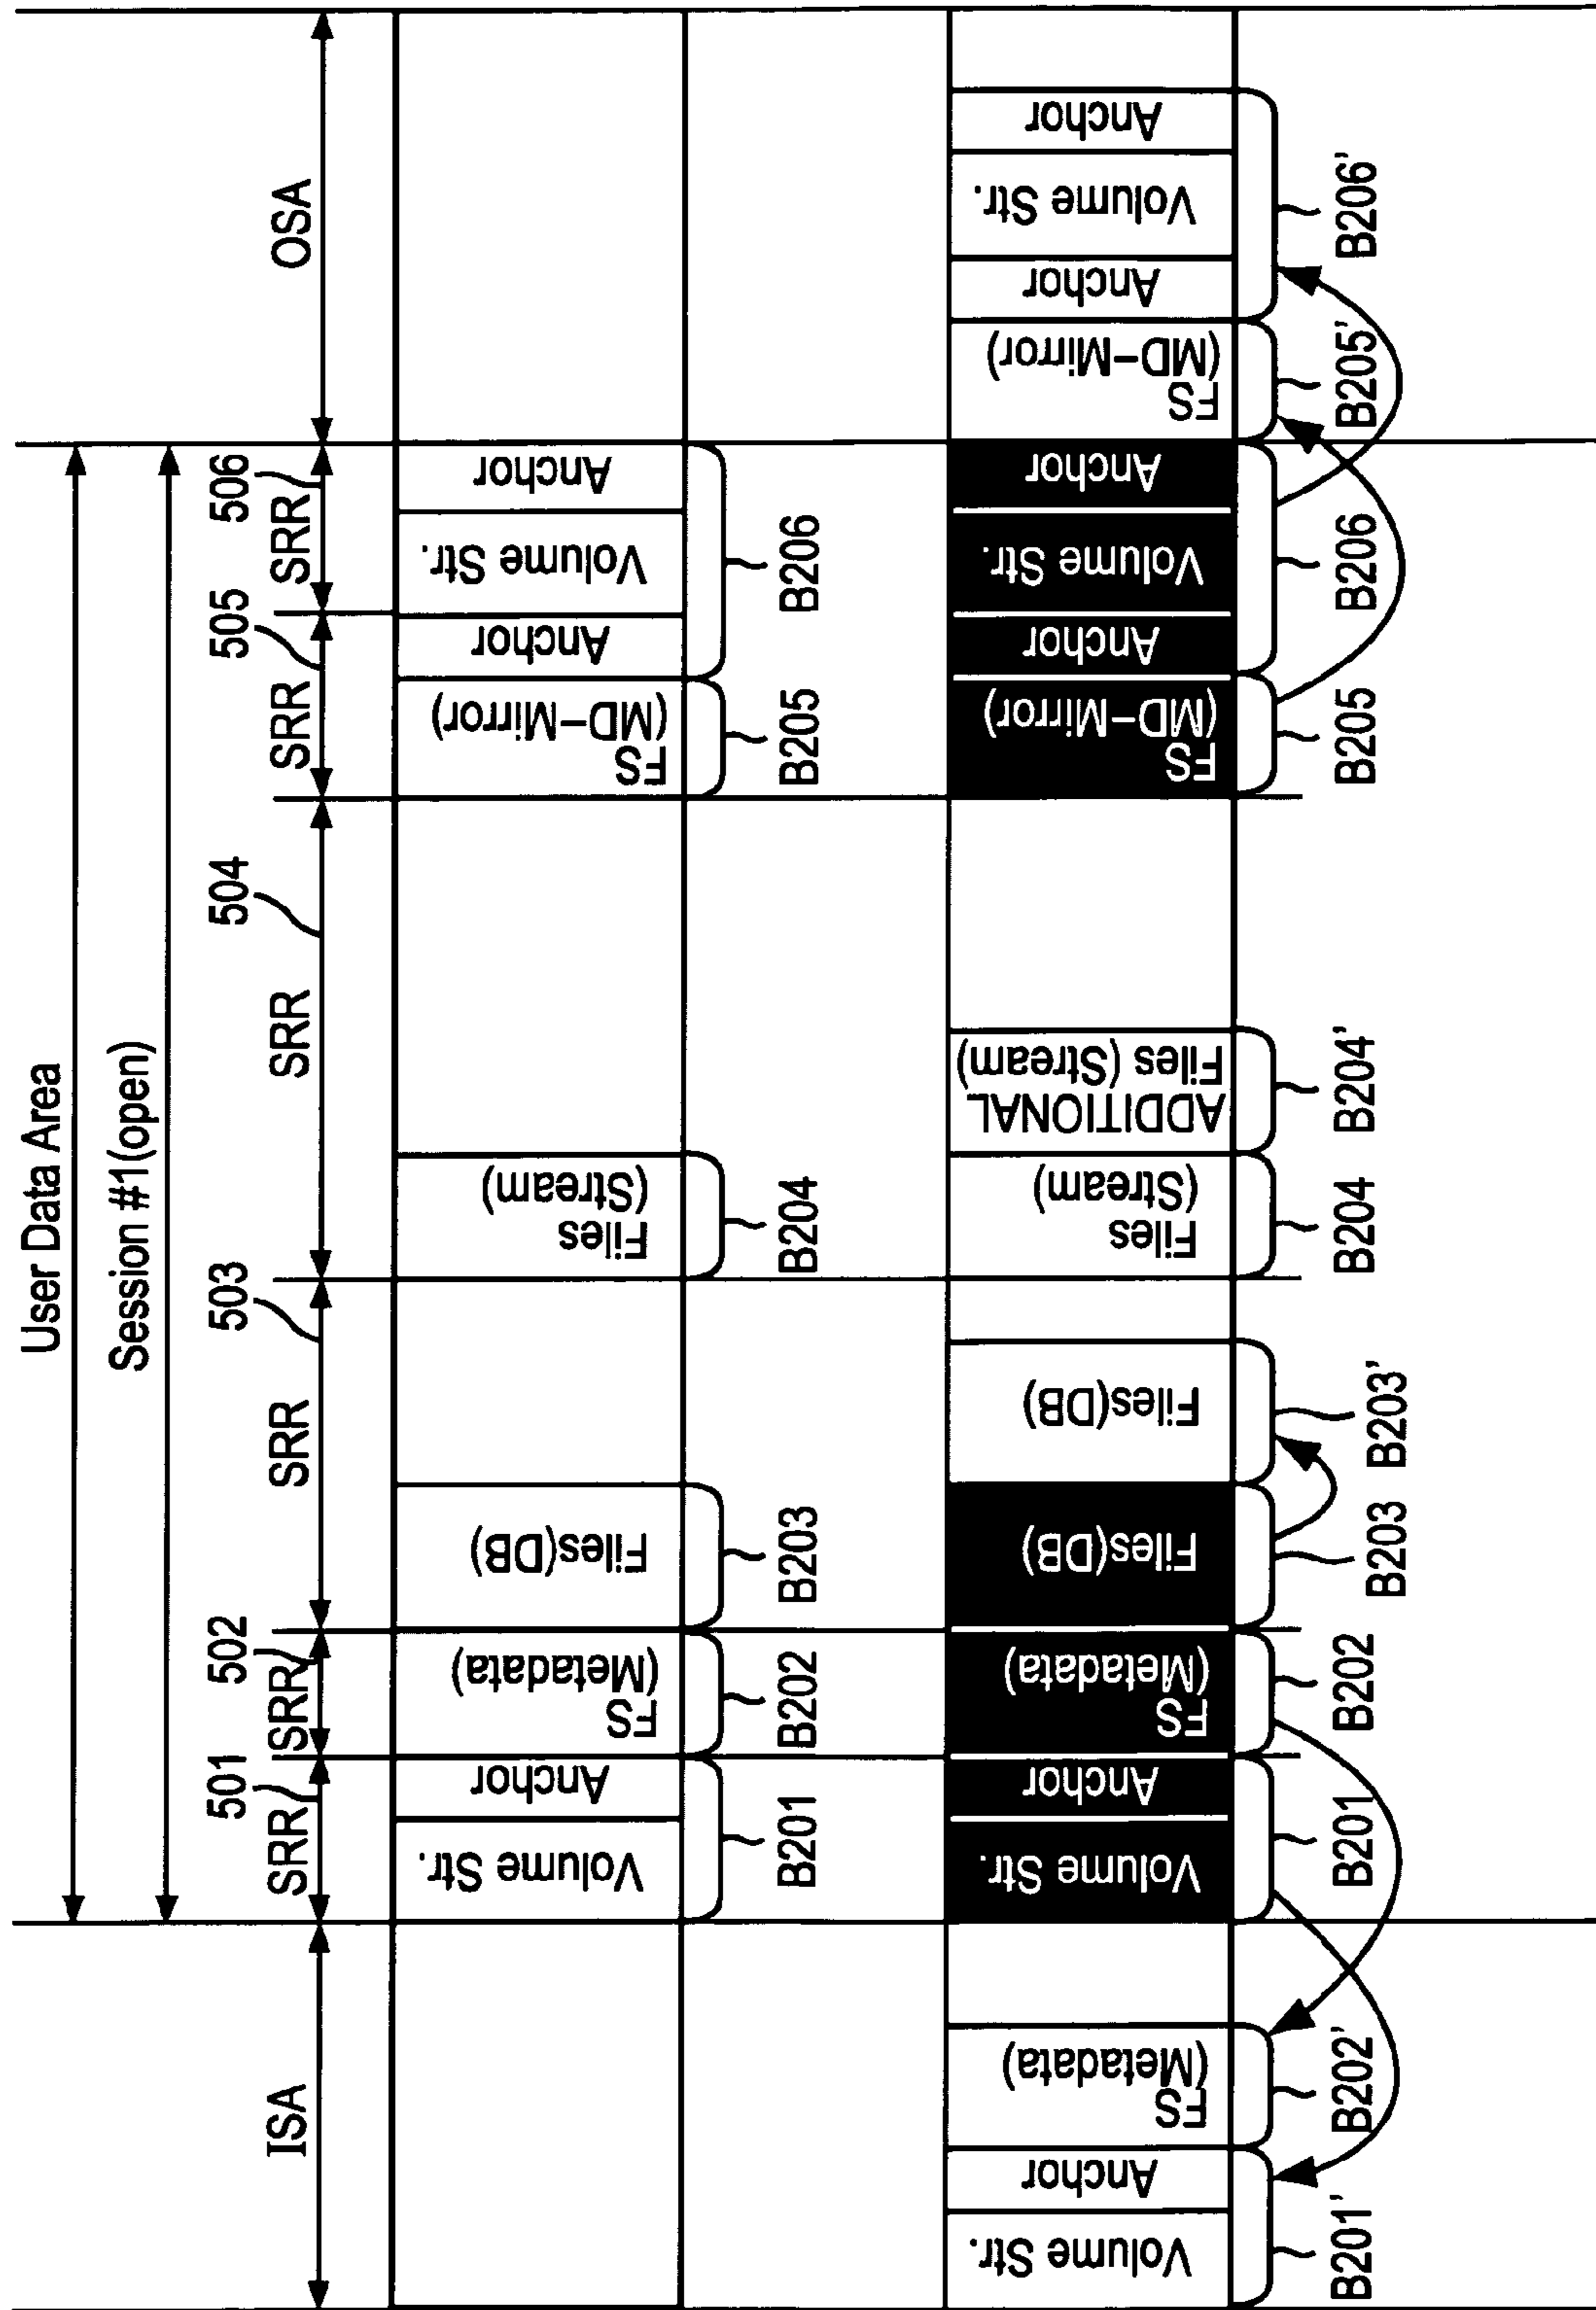 User Data Area
Session #1(open)
ISA
SRR
501
SRR
502
SRR
503
SRR
504
SRR
505
SRR
506
OSA
Volume Str.
Anchor
FS
(Metadata)
Files(DB)
Files
(Stream)
FS
(MD-Mirror)
Anchor
Volume Str.
Anchor
B201
B202
B203
B204
B205
B206
Volume Str.
Anchor
FS
(Metadata)
Volume Str.
Anchor
FS
(Metadata)
Files(DB)
Files(DB)
Files
(Stream)
ADDITIONAL
Files (Stream)
FS
(MD-Mirror)
Anchor
Volume Str.
Anchor
FS
(MD-Mirror)
Anchor
Volume Str.
Anchor
B201'
B202'
B201
B202
B203
B203'
B204
B204'
B205
B206
B205'
B206'